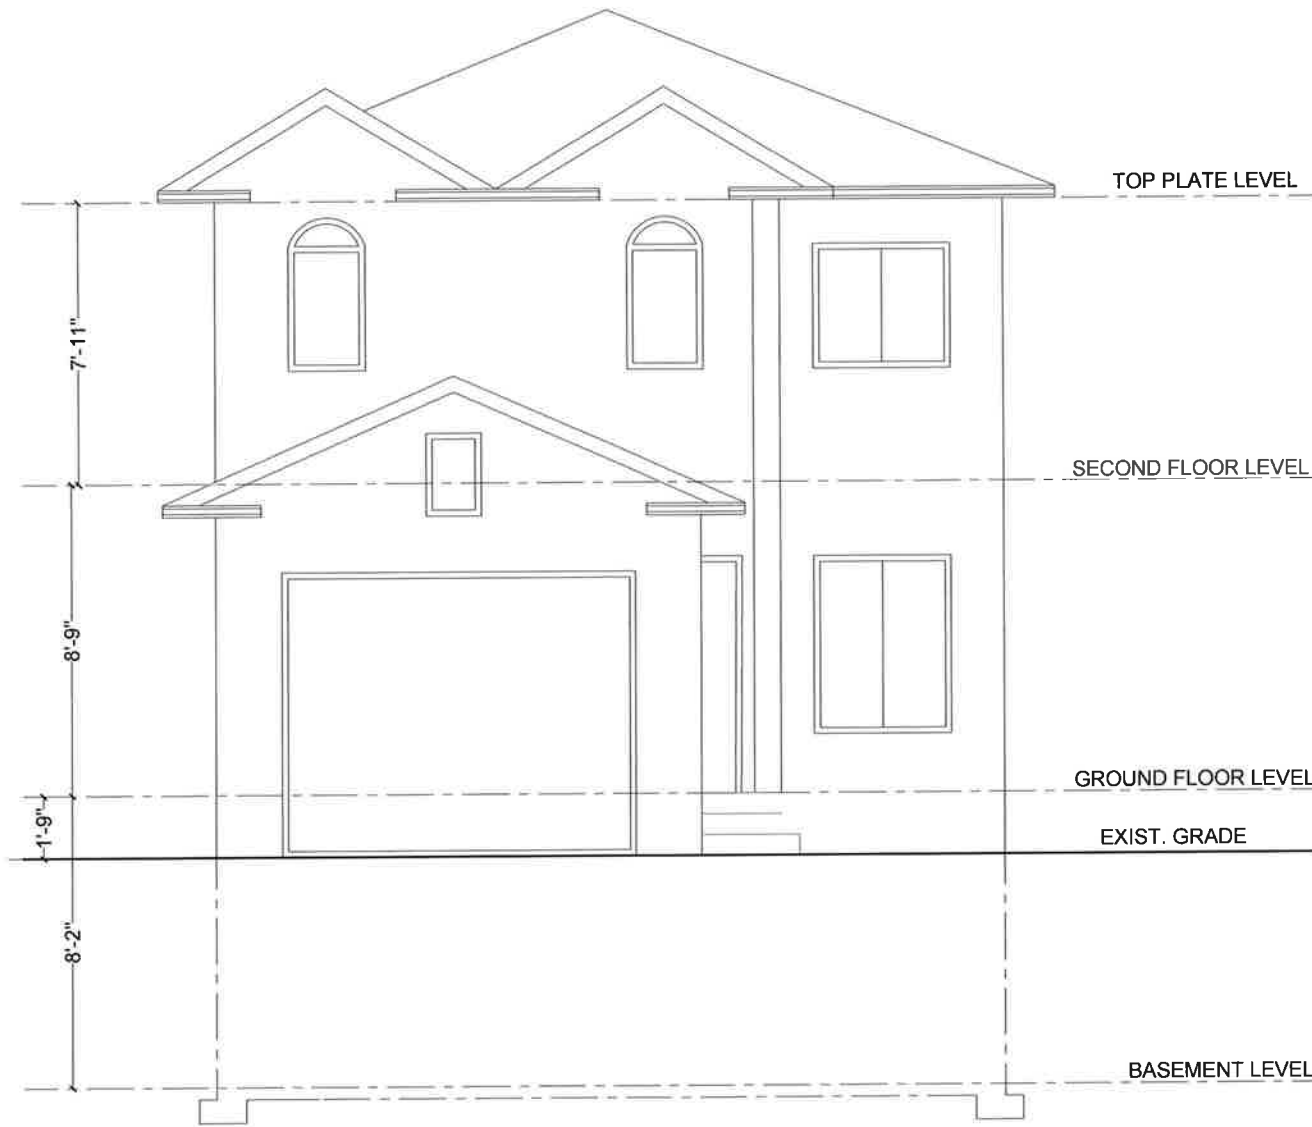 TOP PLATE LEVEL
7'-11"
SECOND FLOOR LEVEL
8'-9"
GROUND FLOOR LEVEL
1'-9"
EXIST. GRADE
8'-2"
BASEMENT LEVEL